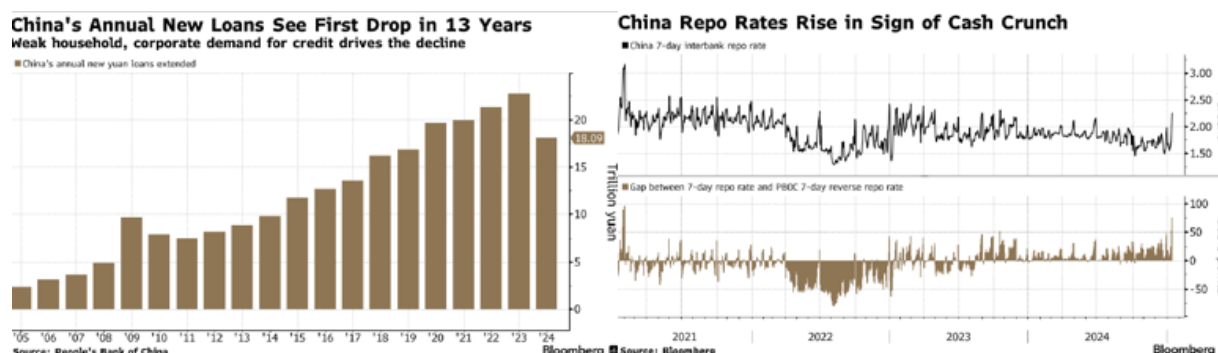 China's Annual New Loans See First Drop in 13 Years
Weak household, corporate demand for credit drives the decline
China's annual new yuan loans extended
20
18.09
15
10
5
0
Trillion yuan
'05 '06 '07 '08 '09 '10 '11 '12 '13 '14 '15 '16 '17 '18 '19 '20 '21 '22 '23 '24
Source: People's Bank of China
Bloomberg
China Repo Rates Rise in Sign of Cash Crunch
China 7-day interbank repo rate
3.00
2.50
2.00
1.50
Gap between 7-day repo rate and PBOC 7-day reverse repo rate
100
50
0
-50
2021 2022 2023 2024
Source: Bloomberg
Bloomberg